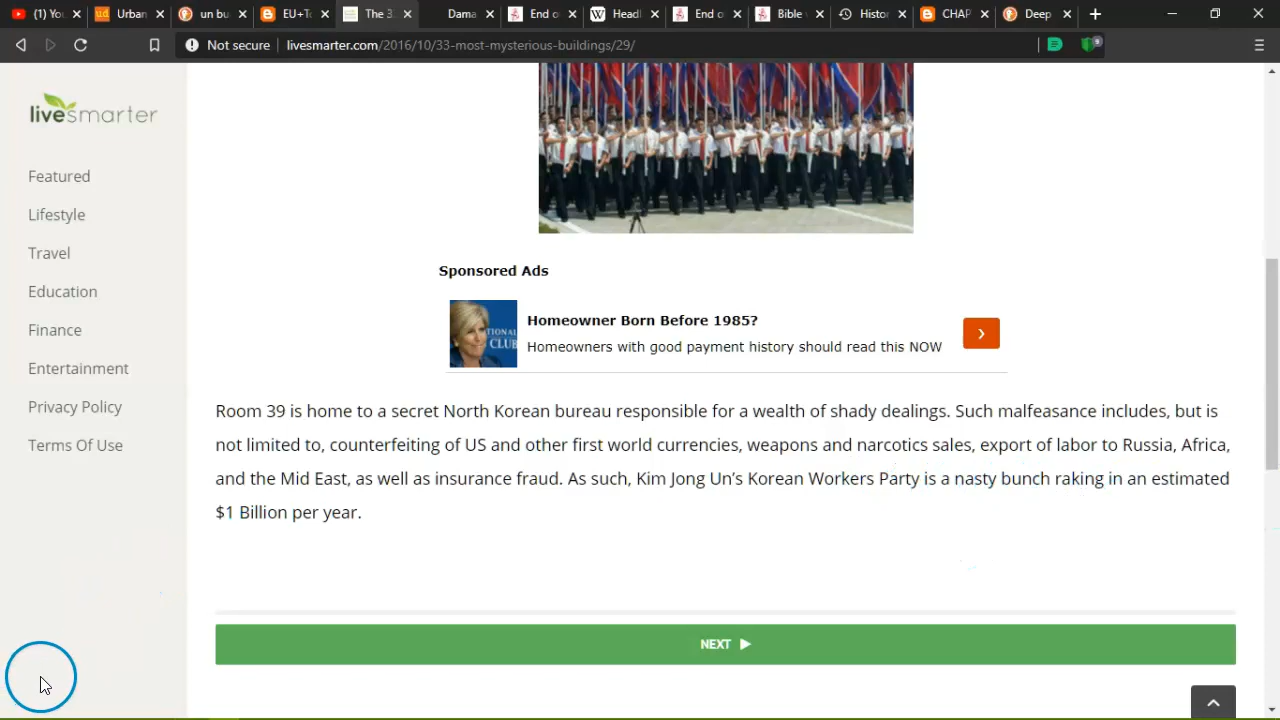 (1) Yo
Urban
un bu
EU+To
The 3
Dama
End o
Headl
End o
Bible
Histor
CHAP
Deep
Not secure
livesmarter.com/2016/10/33-most-mysterious-buildings/29/
9
livesmarter
Featured
Lifestyle
Travel
Education
Finance
Entertainment
Privacy Policy
Terms Of Use
Sponsored Ads
TIONAL
CLUB
Homeowner Born Before 1985?
Homeowners with good payment history should read this NOW
Room 39 is home to a secret North Korean bureau responsible for a wealth of shady dealings. Such malfeasance includes, but is
not limited to, counterfeiting of US and other first world currencies, weapons and narcotics sales, export of labor to Russia, Africa,
and the Mid East, as well as insurance fraud. As such, Kim Jong Un’s Korean Workers Party is a nasty bunch raking in an estimated
$1 Billion per year.
NEXT